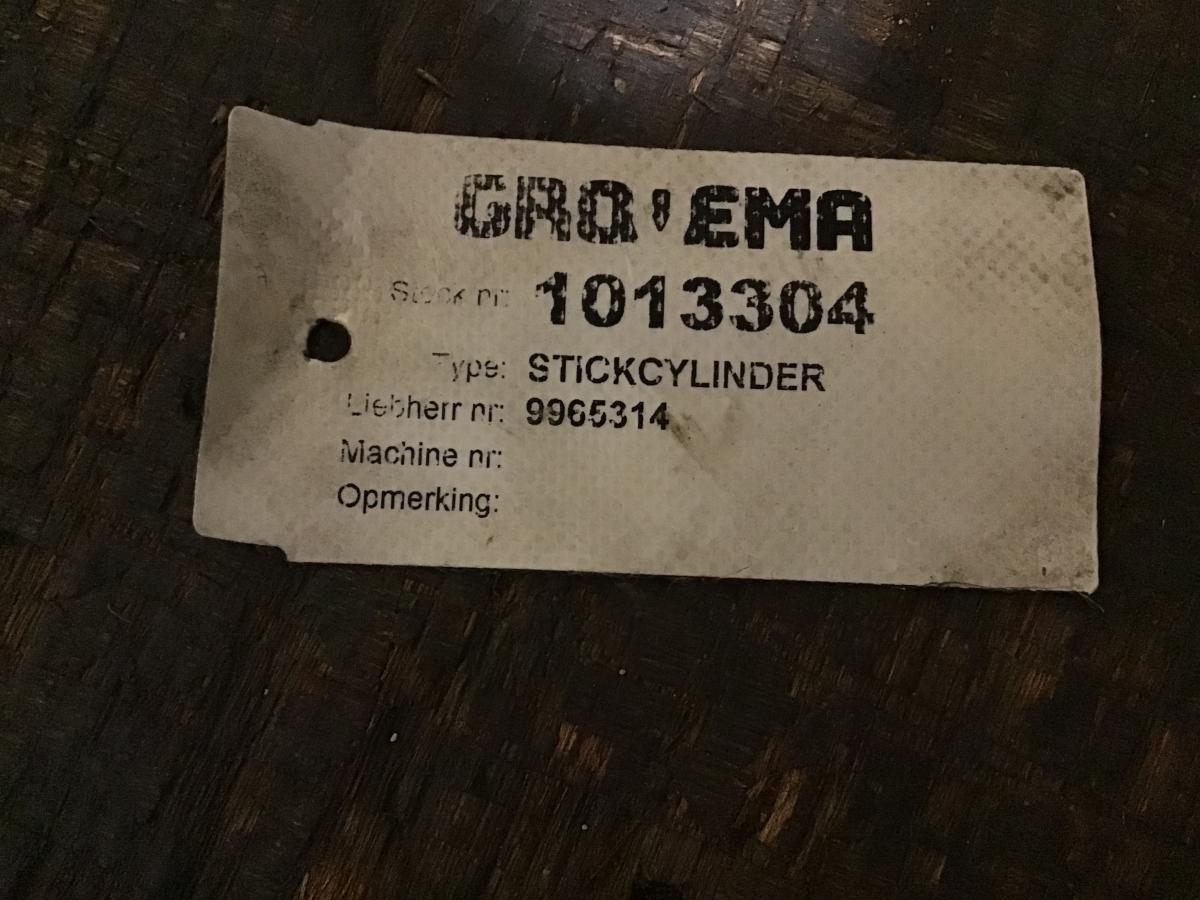 GRO'EMA
Stock nr: 1013304
Type: STICKCYLINDER
Liebherr nr: 9965314
Machine nr:
Opmerking: